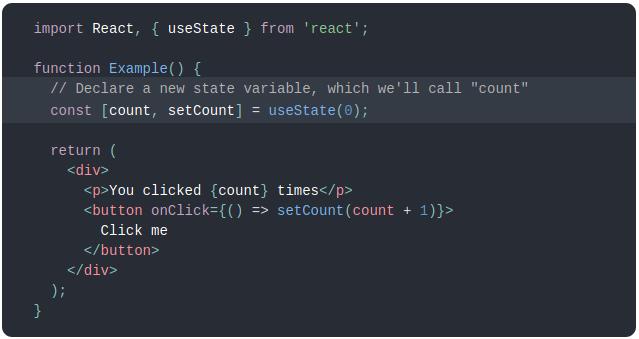 import React, { useState } from 'react';
function Example() {
// Declare a new state variable, which we'll call "count"
const [count, setCount] = useState(0);
return (
<div>
<p>You clicked {count} times</p>
<button onClick={() => setCount(count + 1)}>
Click me
</button>
</div>
);
}